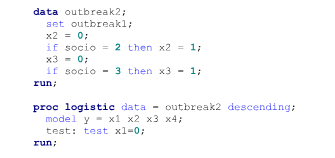 data outbreak2;
set outbreak1;
x2 = 0;
if socio = 2 then x2 = 1;
x3 = 0;
if socio = 3 then x3 = 1;
run;
proc logistic data = outbreak2 descending;
model y = x1 x2 x3 x4;
test: test x1=0;
run;